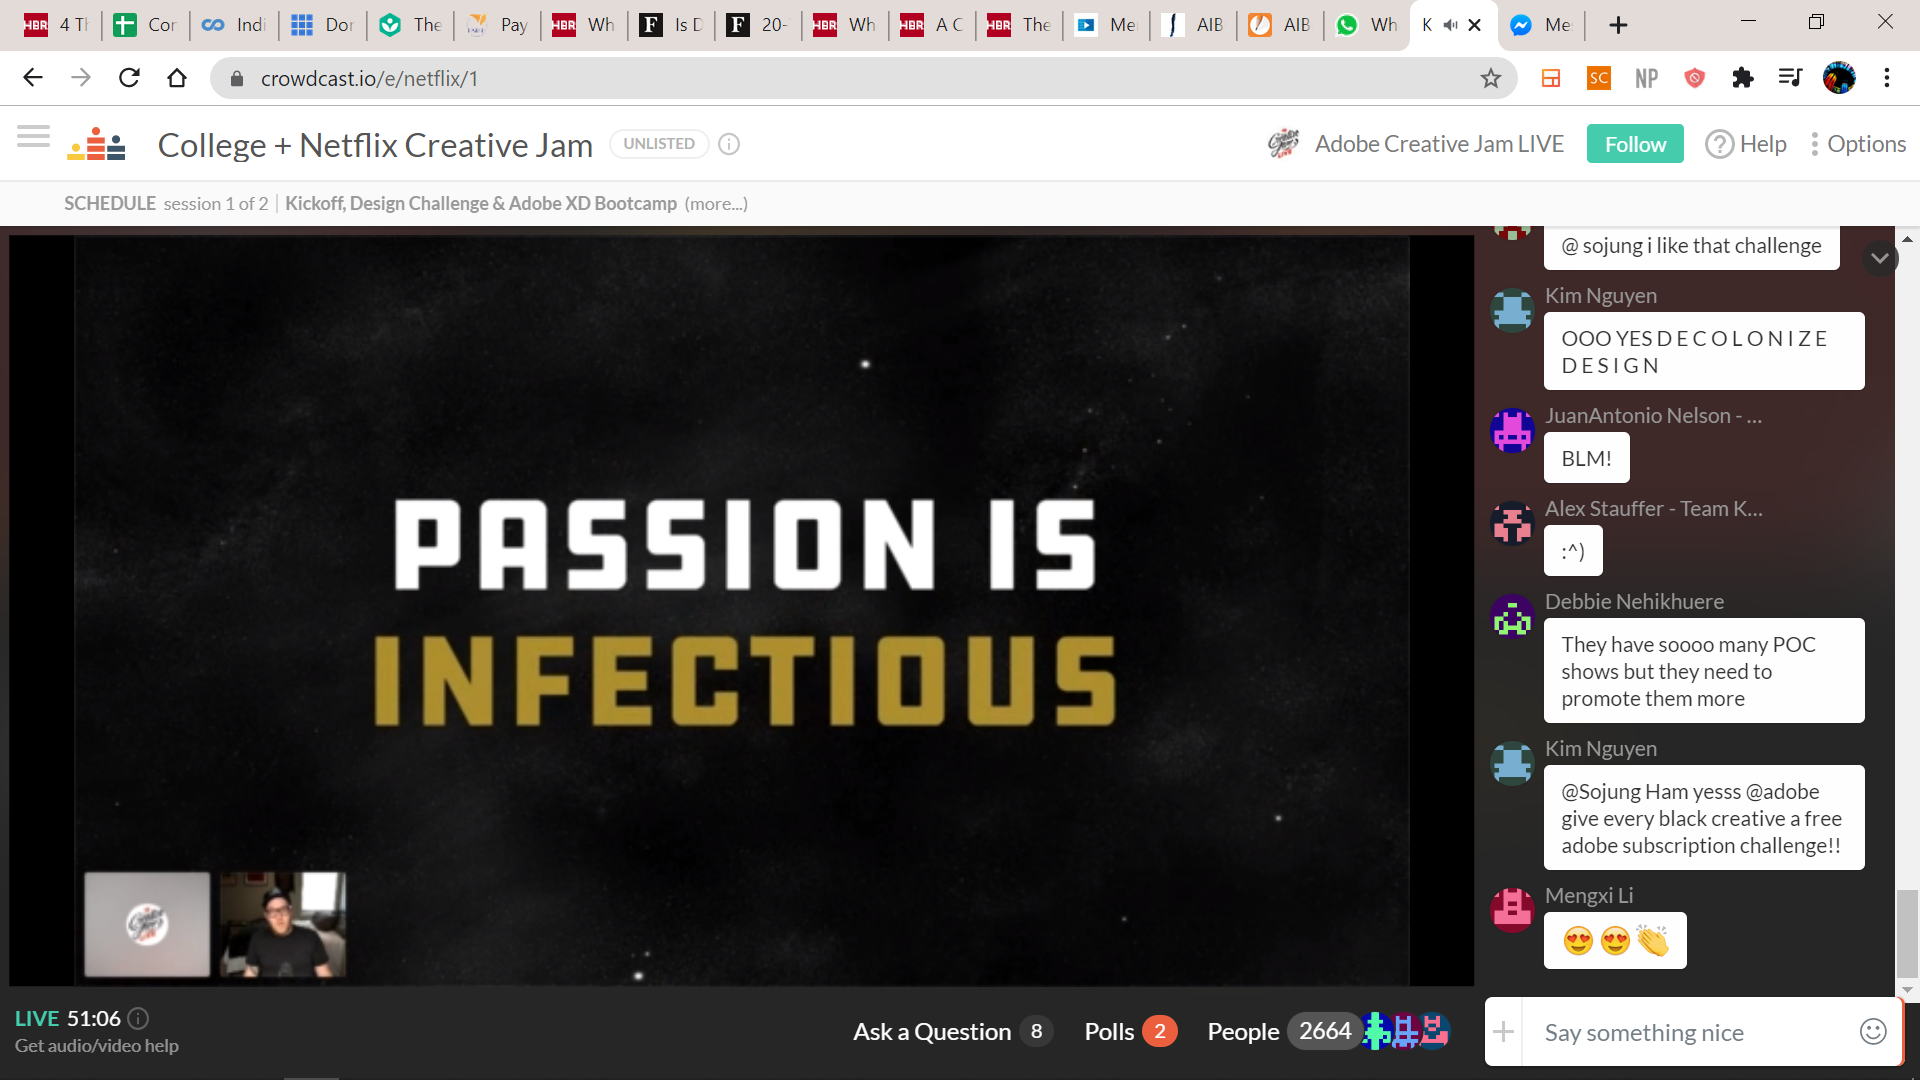 HBR 4 Th
Cor
Indi
Dor
The
Pay
HBR Wh
F Is D
F 20-
HBR Wh
HBR A C
HBR The
Me
AIB
AIB
Wh
K
Me
crowdcast.io/e/netflix/1
SC
NP
College + Netflix Creative Jam
UNLISTED
Adobe Creative Jam LIVE
Follow
Help
Options
SCHEDULE session 1 of 2 | Kickoff, Design Challenge & Adobe XD Bootcamp (more...)
PASSION IS
INFECTIOUS
@ sojung i like that challenge
Kim Nguyen
OOO YES D E C O L O N I Z E
D E S I G N
JuanAntonio Nelson - ...
BLM!
Alex Stauffer - Team K...
:^)
Debbie Nehikhuere
They have soooo many POC
shows but they need to
promote them more
Kim Nguyen
@Sojung Ham yesss @adobe
give every black creative a free
adobe subscription challenge!!
Mengxi Li
😍 😍 👏
LIVE 51:06
Get audio/video help
Ask a Question 8
Polls 2
People 2664
Say something nice